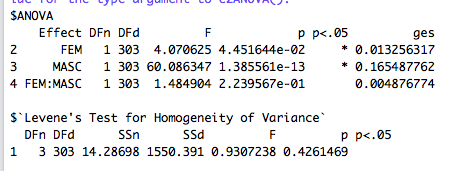 lue for the type argument to ezANOVA().
$ANOVA
Effect DFn DFd F p p<.05 ges
2 FEM 1 303 4.070625 4.451644e-02 * 0.013256317
3 MASC 1 303 60.086347 1.385561e-13 * 0.165487762
4 FEM:MASC 1 303 1.484904 2.239567e-01 0.004876774
$`Levene's Test for Homogeneity of Variance`
DFn DFd SSn SSd F p p<.05
1 3 303 14.28698 1550.391 0.9307238 0.4261469